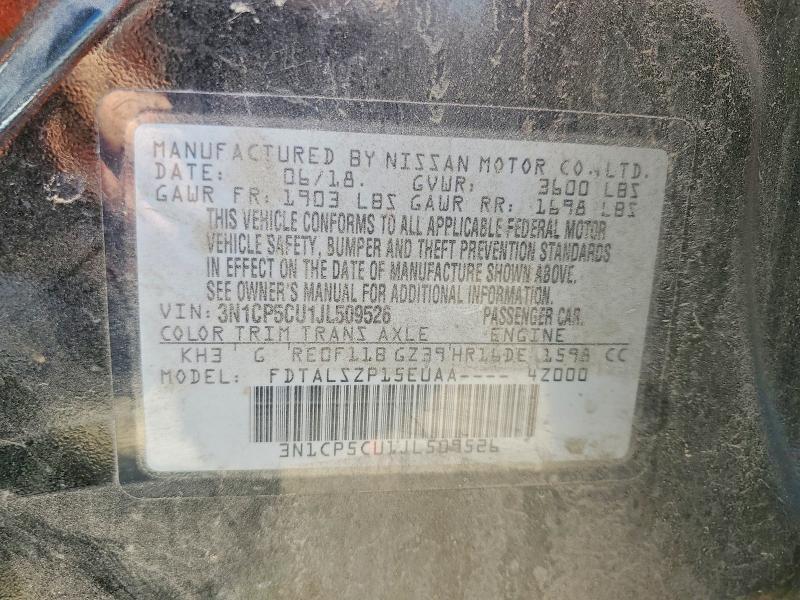 MANUFACTURED BY NISSAN MOTOR CO., LTD.
DATE: 06/18. GVWR: 3600 LBS
GAWR FR: 1903 LBS GAWR RR: 1698 LBS
THIS VEHICLE CONFORMS TO ALL APPLICABLE FEDERAL MOTOR
VEHICLE SAFETY, BUMPER AND THEFT PREVENTION STANDARDS
IN EFFECT ON THE DATE OF MANUFACTURE SHOWN ABOVE.
SEE OWNER'S MANUAL FOR ADDITIONAL INFORMATION.
VIN: 3N1CP5CU1JL509526 PASSENGER CAR.
COLOR TRIM TRANS AXLE ENGINE
KH3 G RE0F11B GZ39 HR16DE 1598 CC
MODEL: FDTALSZP15EUAA---- 4Z000
3N1CP5CU1JL509526